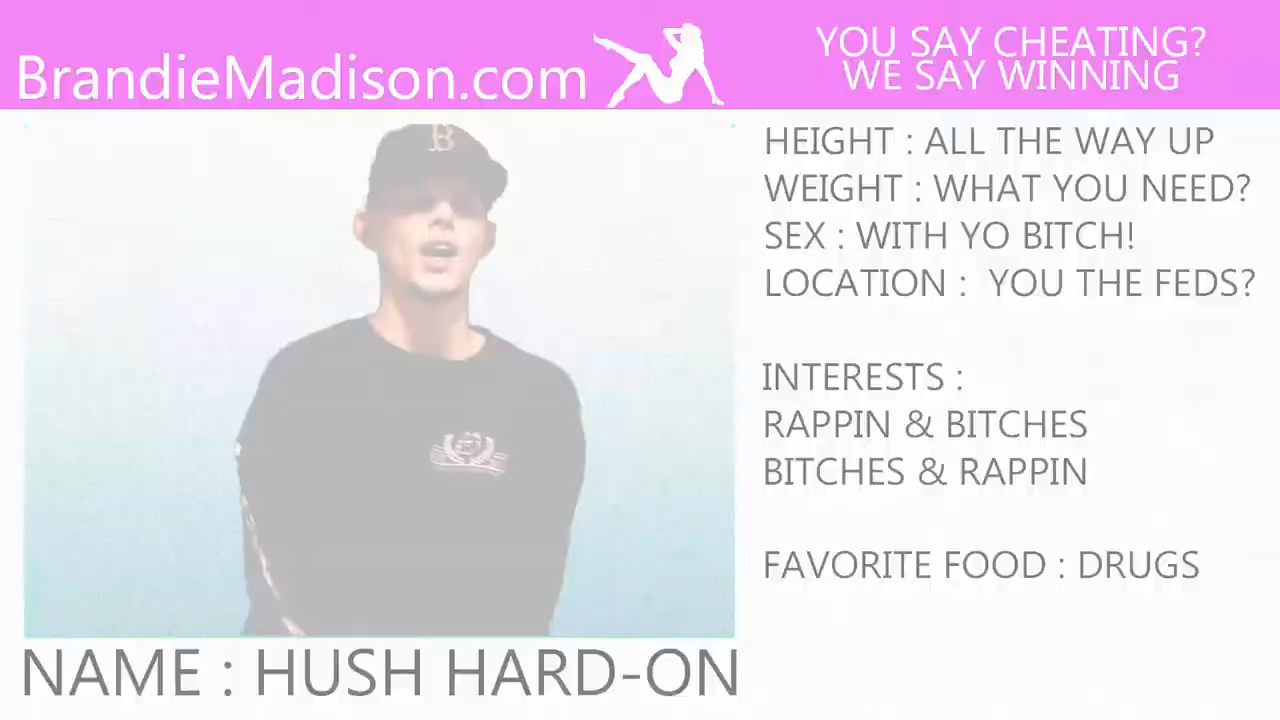 BrandieMadison.com
YOU SAY CHEATING?
WE SAY WINNING
B
HEIGHT : ALL THE WAY UP
WEIGHT : WHAT YOU NEED?
SEX : WITH YO BITCH!
LOCATION : YOU THE FEDS?
INTERESTS :
RAPPIN & BITCHES
BITCHES & RAPPIN
FAVORITE FOOD : DRUGS
NAME : HUSH HARD-ON